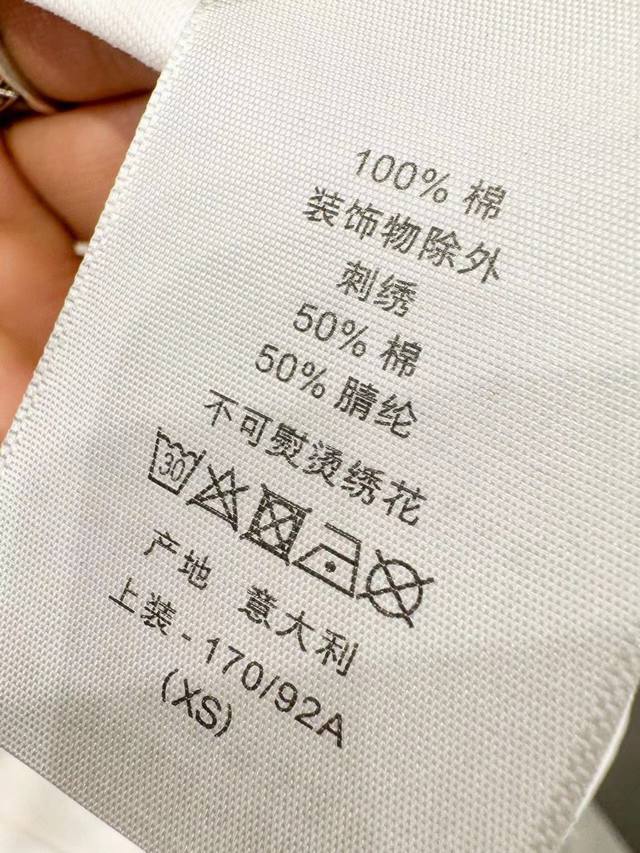 100% 棉
装饰物除外
刺绣
50% 棉
50% 腈纶
不可熨烫绣花
30
产地 意大利
上装 - 170/92A
(XS)